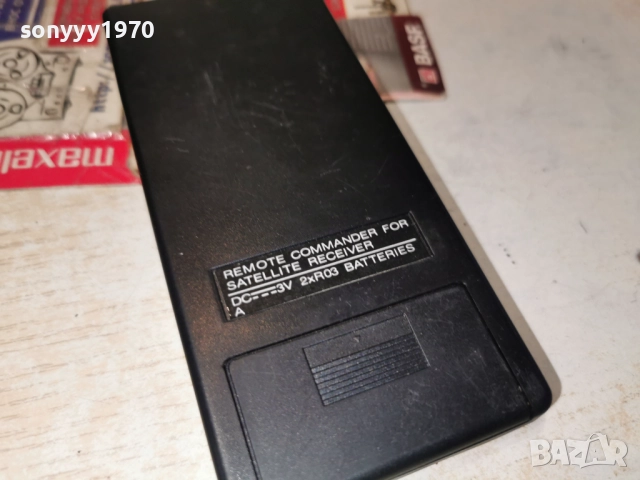 sonyyy1970
BASF
maxell
REMOTE COMMANDER FOR
SATELLITE RECEIVER
DC 3V 2xR03 BATTERIES
A
BAZAR